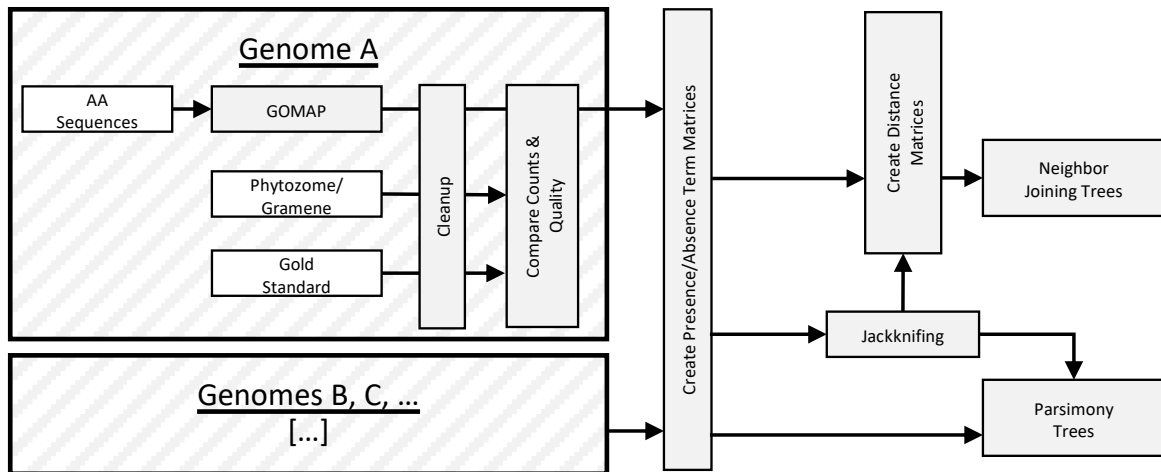 Genome A
AA
Sequences
GOMAP
Phytozome/
Gramene
Gold
Standard
Cleanup
Compare Counts &
Quality
Genomes B, C, ...
[...]
Create Presence/Absence Term Matrices
Create Distance
Matrices
Neighbor
Joining Trees
Jackknifing
Parsimony
Trees